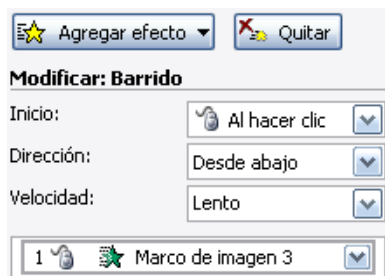 Agregar efecto Quitar
Modificar: Barrido
Inicio: Al hacer clic
Dirección: Desde abajo
Velocidad: Lento
1 Marco de imagen 3